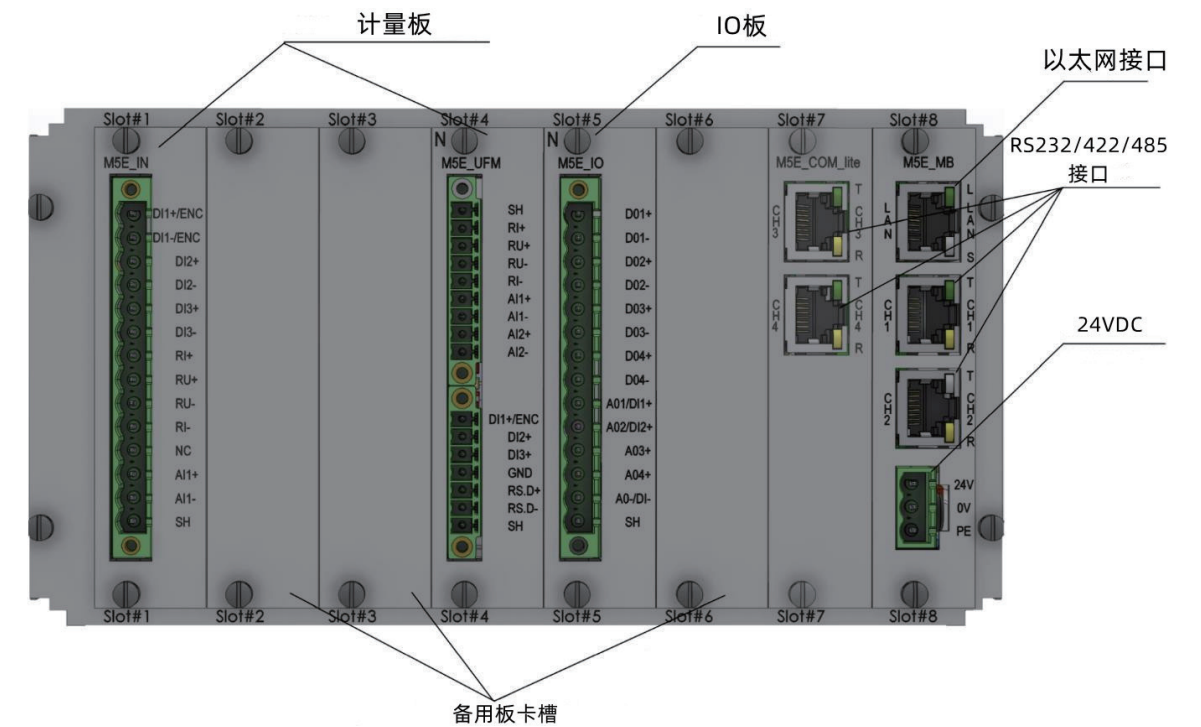 计量板
IO板
以太网接口
RS232/422/485
接口
24VDC
Slot#1 Slot#2 Slot#3 Slot#4 Slot#5 Slot#6 Slot#7 Slot#8
N N
M5E_IN M5E_UFM M5E_IO M5E_COM_lite M5E_MB
DI1+/ENC
DI1-/ENC
DI2+
DI2-
DI3+
DI3-
RI+
RU+
RU-
RI-
NC
AI1+
AI1-
SH
SH
RI+
RU+
RU-
RI-
AI1+
AI1-
AI2+
AI2-
DI1+/ENC
DI2+
DI3+
GND
RS.D+
RS.D-
SH
D01+
D01-
D02+
D02-
D03+
D03-
D04+
D04-
A01/DI1+
A02/DI2+
A03+
A04+
A0-/DI-
SH
CH3
T
CH3
R
CH4
T
CH4
R
LAN
L
LAN
S
CH1
T
CH1
R
CH2
T
CH2
R
24V
0V
PE
Slot#1 Slot#2 Slot#3 Slot#4 Slot#5 Slot#6 Slot#7 Slot#8
备用板卡槽